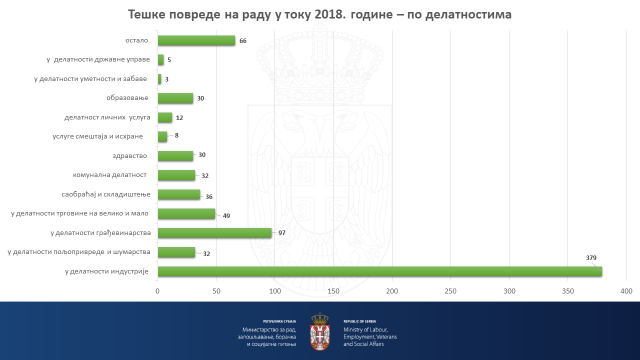 Тешке повреде на раду у току 2018. године – по делатностима
остало 66
у делатности државне управе 5
у делатности уметности и забаве 3
образовање 30
делатност личних услуга 12
услуге смештаја и исхране 8
здравство 30
комунална делатност 32
саобраћај и складиштење 36
у делатности трговине на велико и мало 49
у делатности грађевинарства 97
у делатности пољопривреде и шумарства 32
у делатности индустрије 379
0 50 100 150 200 250 300 350 400
РЕПУБЛИКА СРБИЈА
Министарство за рад,
запошљавање, борачка
и социјална питања
REPUBLIC OF SERBIA
Ministry of Labour,
Employment, Veterans
and Social Affairs